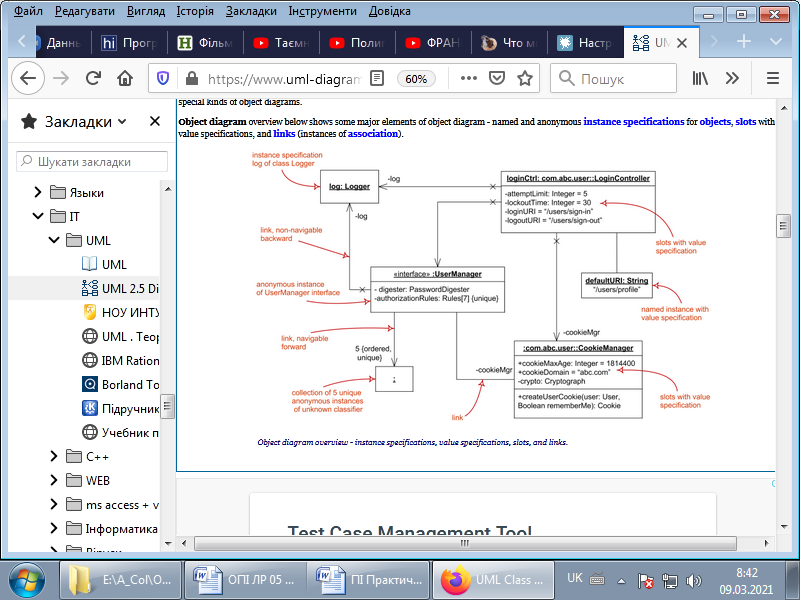 Файл Редагувати Вигляд Історія Закладки Інструменти Довідка
Данн
hi Прогр
H Фільм
Таєм
Поли
ФРАН
Что м
Настр
UM
https://www.uml-diagram
60%
Пошук
Закладки
Шукати закладки
Языки
IT
UML
UML
UML 2.5 Di
НОУ ИНТУ
UML . Теор
IBM Ration
Borland To
Підручник
Учебник п
C++
WEB
ms access + v
Інформатика
special kinds of object diagrams.
Object diagram overview below shows some major elements of object diagram - named and anonymous instance specifications for objects, slots with
value specifications, and links (instances of association).
instance specification
log of class Logger
log: Logger
-log
-log
loginCtrl: com.abc.user::LoginController
-attemptLimit: Integer = 5
-lockoutTime: Integer = 30
-loginURI = "/users/sign-in"
-logoutURI = "/users/sign-out"
slots with value
specification
link, non-navigable
backward
anonymous instance
of UserManager interface
«interface» :UserManager
- digester: PasswordDigester
-authorizationRules: Rules[7] {unique}
defaultURI: String
"/users/profile"
named instance with
value specification
link, navigable
forward
5 {ordered,
unique}
:
collection of 5 unique
anonymous instances
of unknown classifier
-cookieMgr
-cookieMgr
link
:com.abc.user::CookieManager
+cookieMaxAge: Integer = 1814400
+cookieDomain = "abc.com"
-crypto: Cryptograph
+createUserCookie(user: User,
Boolean rememberMe): Cookie
slots with value
specification
Object diagram overview - instance specifications, value specifications, slots, and links.
Test Case Management Tool
E:\A_Col\O...
ОПІ ЛР 05 ...
ПІ Практич...
UML Class ...
UK
8:42
09.03.2021